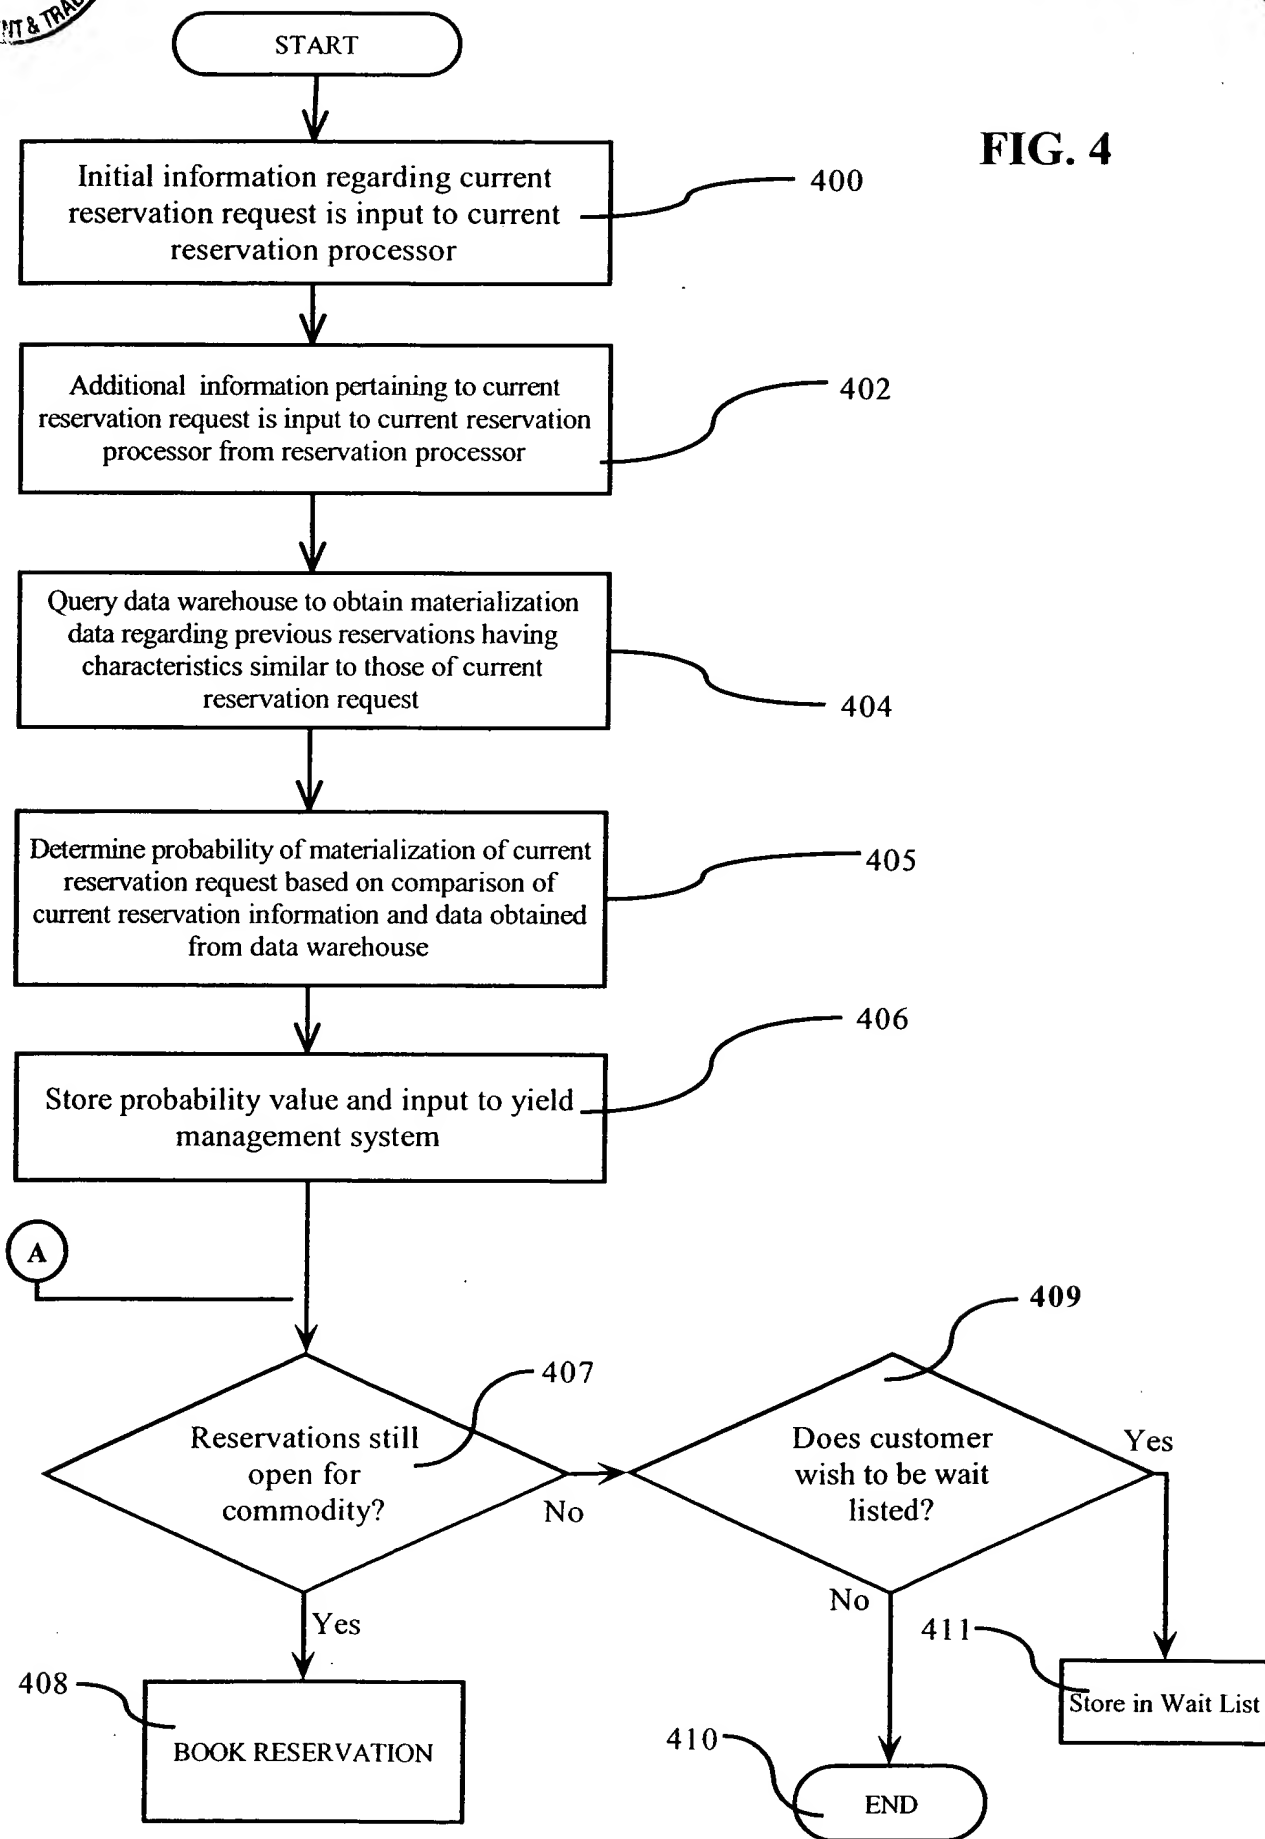 START
FIG. 4
Initial information regarding current
reservation request is input to current
reservation processor
400
Additional information pertaining to current
reservation request is input to current reservation
processor from reservation processor
402
Query data warehouse to obtain materialization
data regarding previous reservations having
characteristics similar to those of current
reservation request
404
Determine probability of materialization of current
reservation request based on comparison of
current reservation information and data obtained
from data warehouse
405
Store probability value and input to yield
management system
406
A
407
Reservations still
open for
commodity?
No
Yes
409
Does customer
wish to be wait
listed?
Yes
No
408
BOOK RESERVATION
410
END
411
Store in Wait List